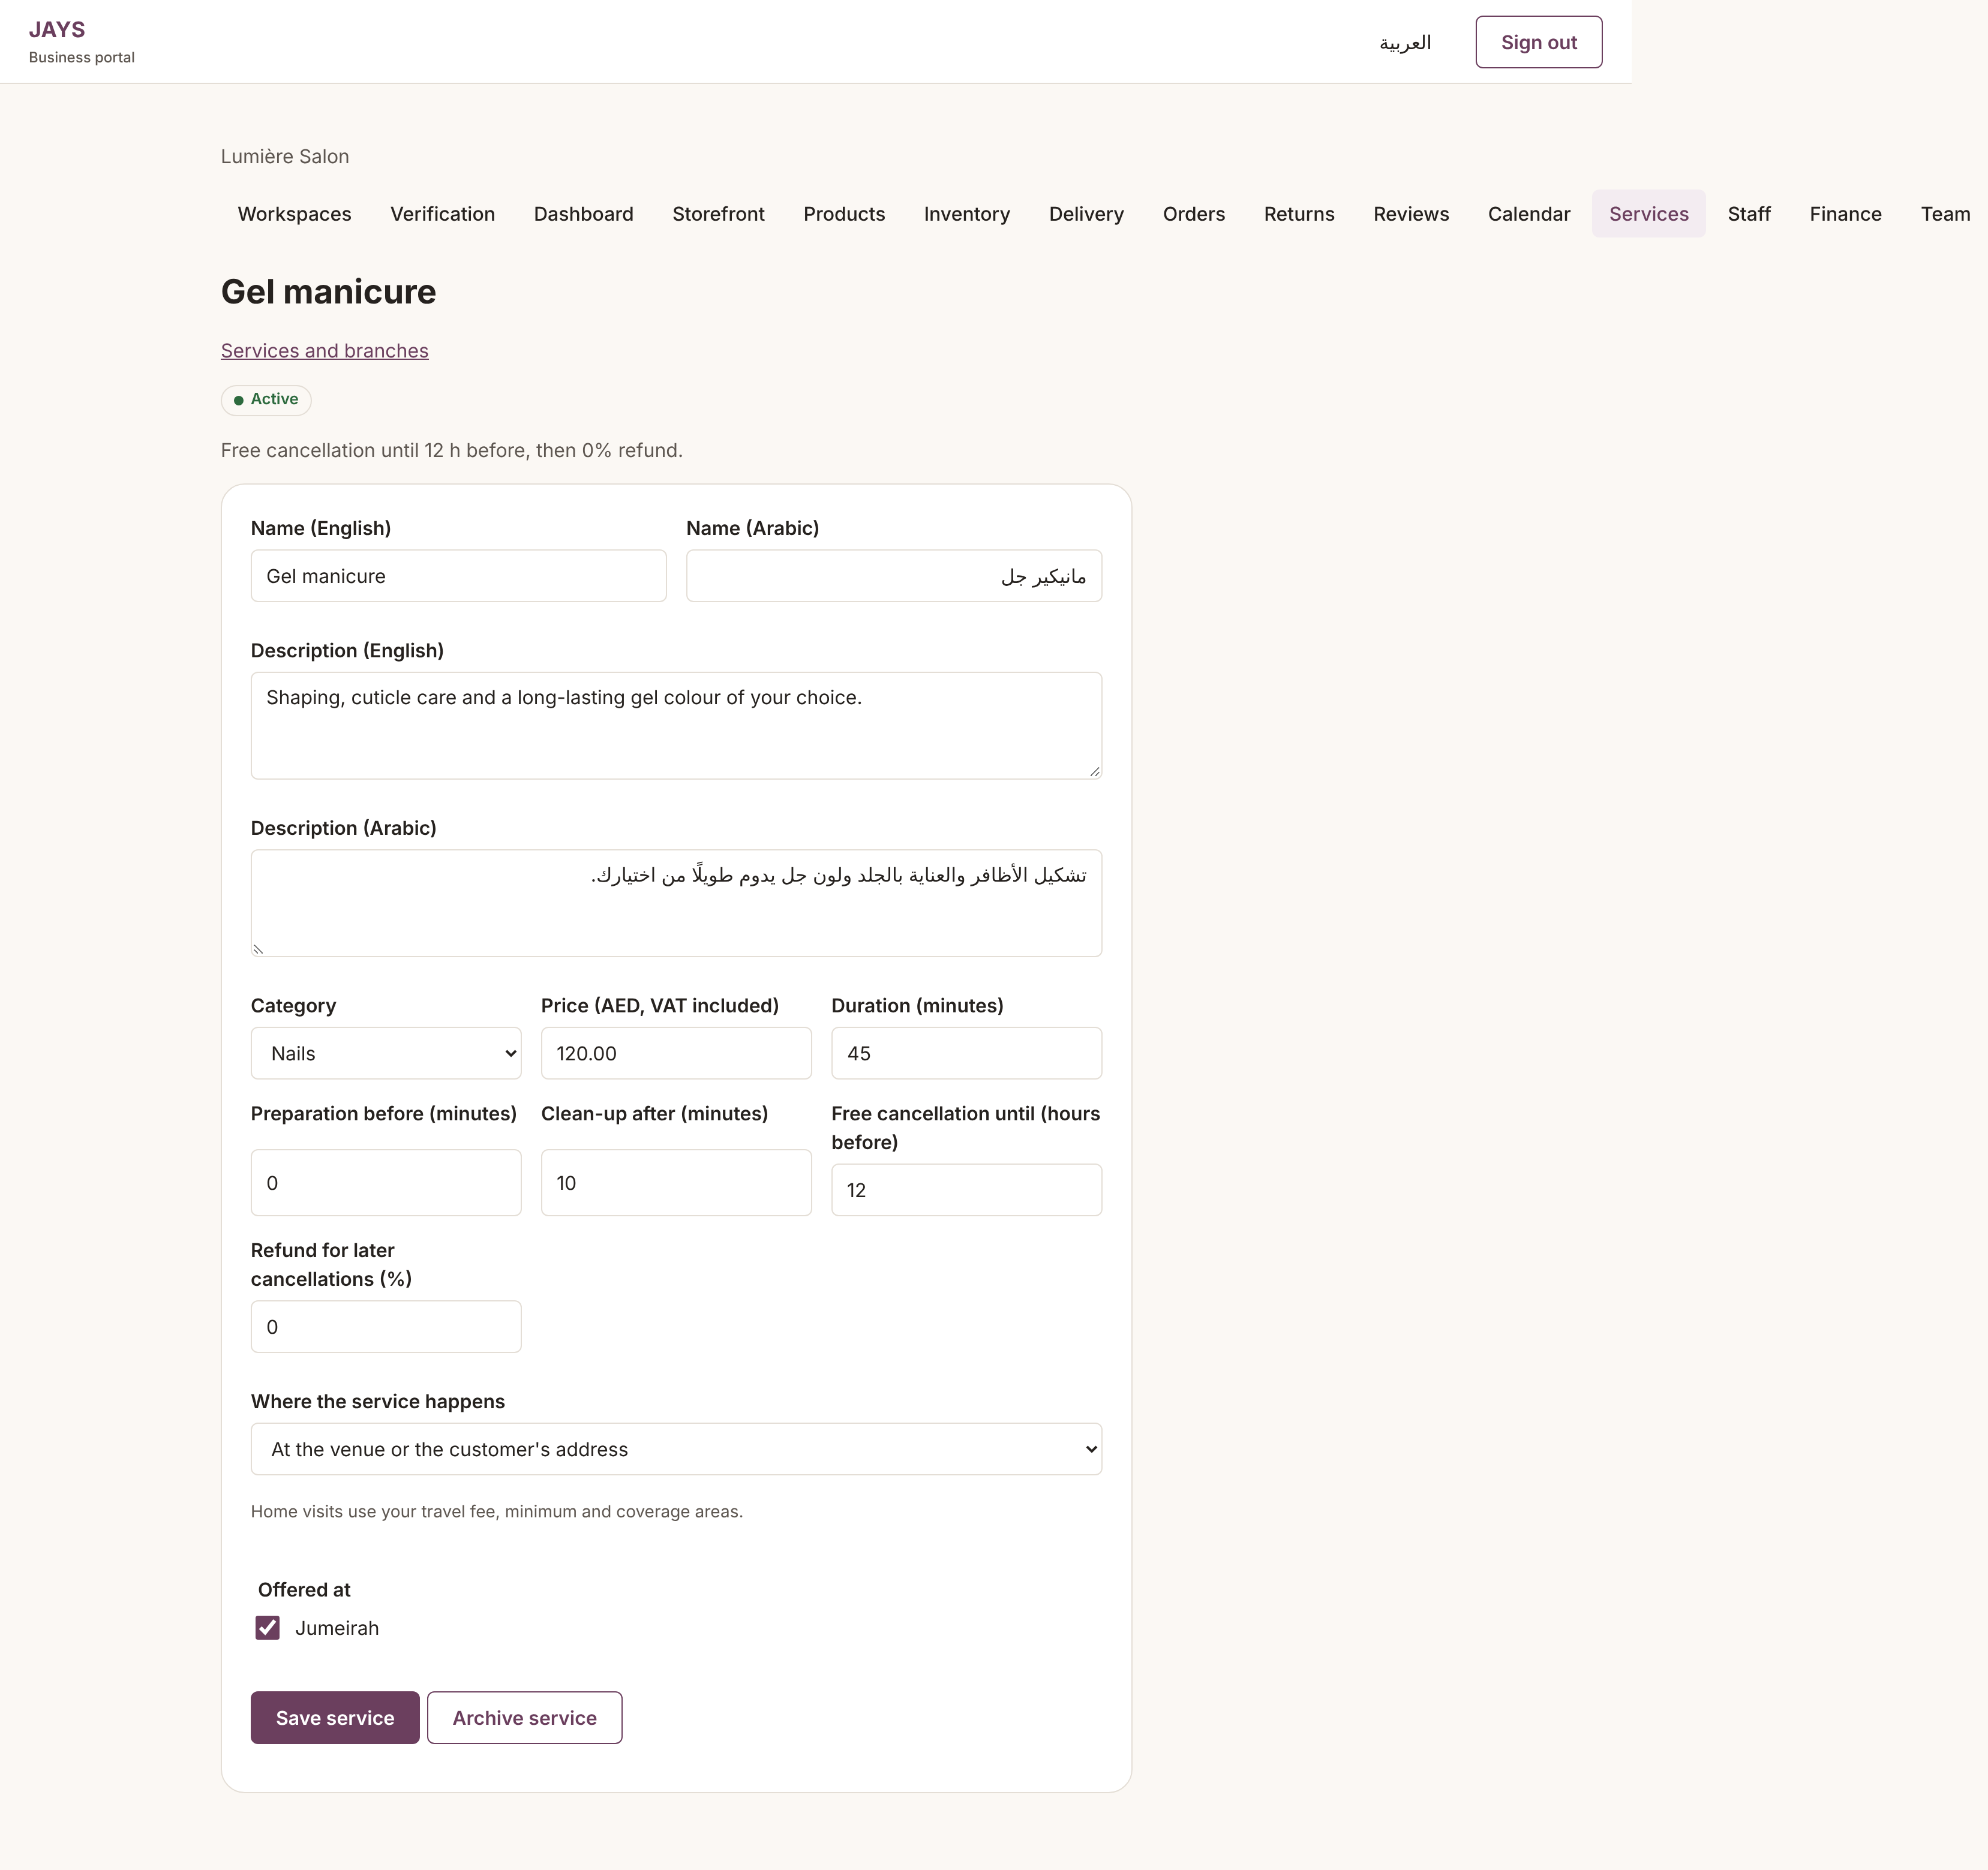 JAYS
Business portal
العربية
Sign out
Lumière Salon
Workspaces Verification Dashboard Storefront Products Inventory Delivery Orders Returns Reviews Calendar Services Staff Finance Team
Gel manicure
Services and branches
Active
Free cancellation until 12 h before, then 0% refund.
Name (English)
Gel manicure
Name (Arabic)
مانيكير جل
Description (English)
Shaping, cuticle care and a long-lasting gel colour of your choice.
Description (Arabic)
تشكيل الأظافر والعناية بالجلد ولون جل يدوم طويلًا من اختيارك.
Category
Nails
Price (AED, VAT included)
120.00
Duration (minutes)
45
Preparation before (minutes)
0
Clean-up after (minutes)
10
Free cancellation until (hours
before)
12
Refund for later
cancellations (%)
0
Where the service happens
At the venue or the customer's address
Home visits use your travel fee, minimum and coverage areas.
Offered at
Jumeirah
Save service
Archive service